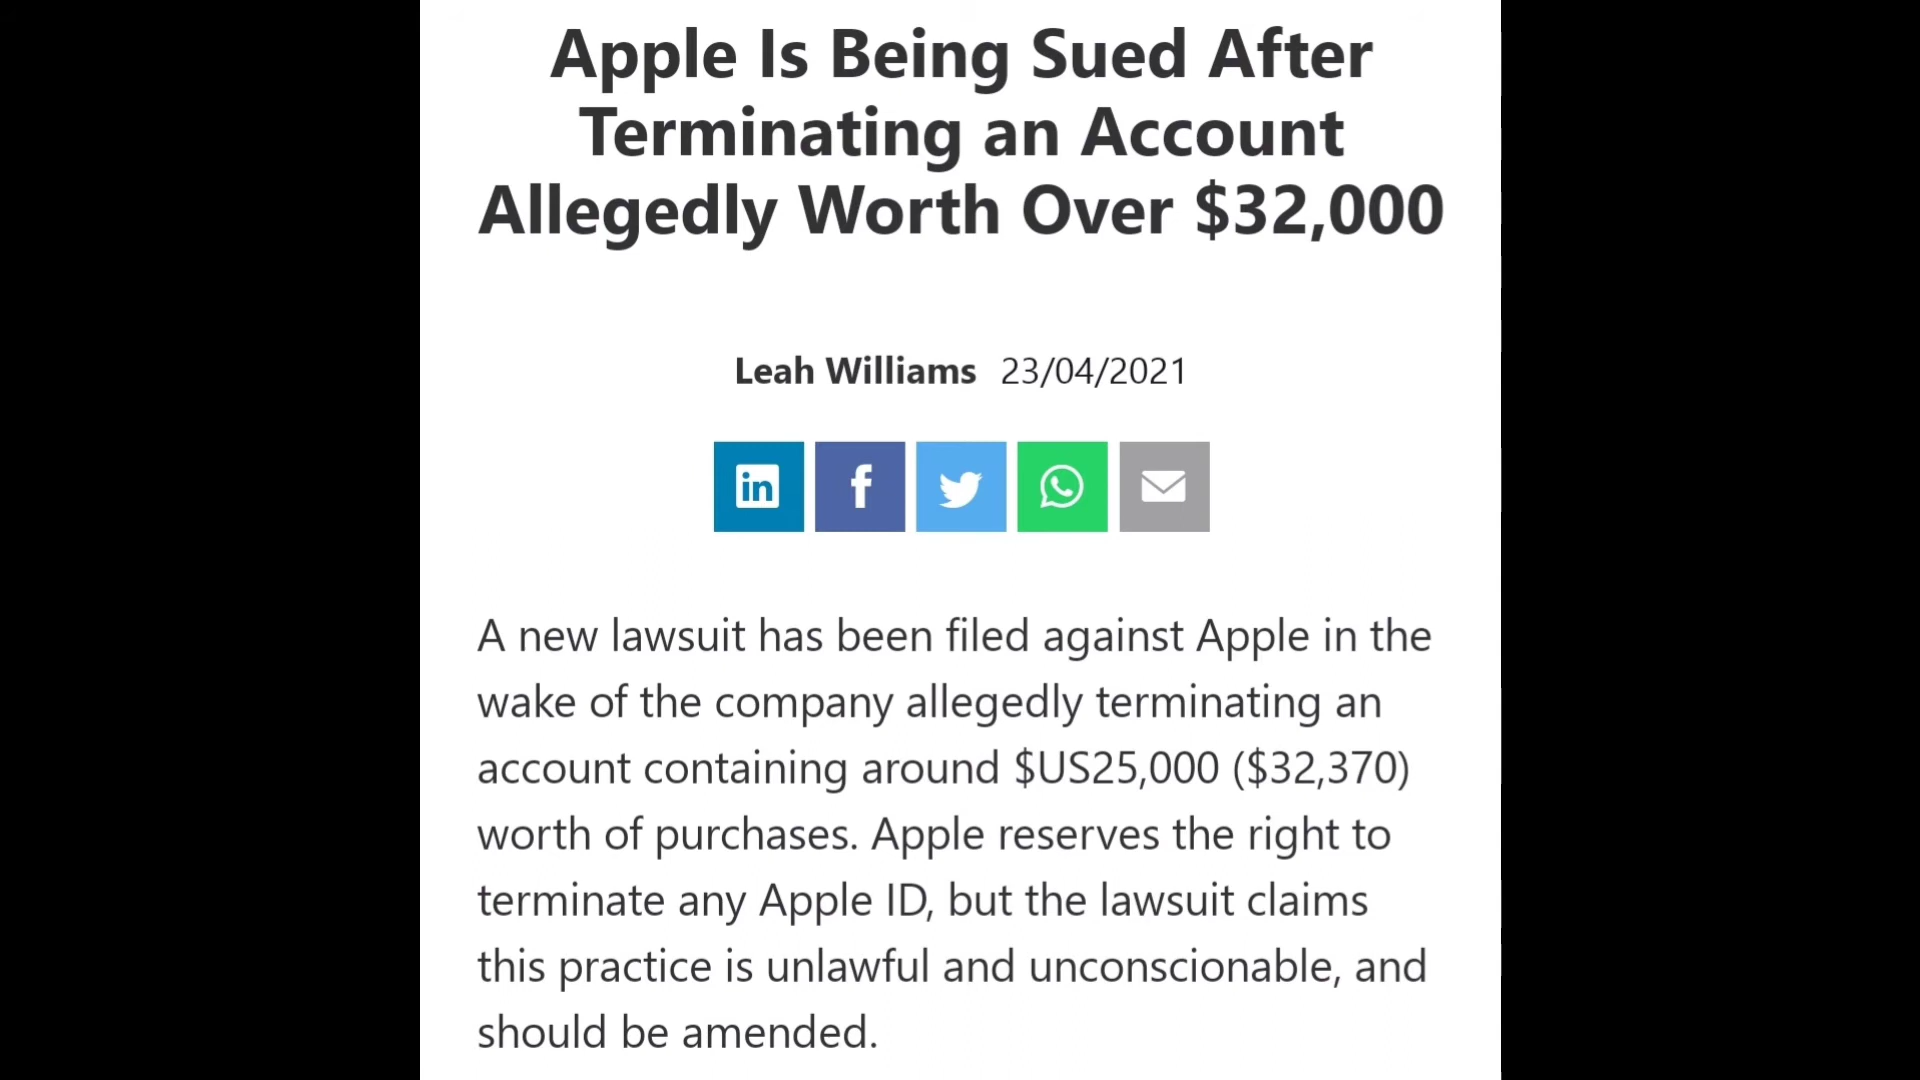 Apple Is Being Sued After
Terminating an Account
Allegedly Worth Over $32,000
Leah Williams 23/04/2021
in f
A new lawsuit has been filed against Apple in the
wake of the company allegedly terminating an
account containing around $US25,000 ($32,370)
worth of purchases. Apple reserves the right to
terminate any Apple ID, but the lawsuit claims
this practice is unlawful and unconscionable, and
should be amended.